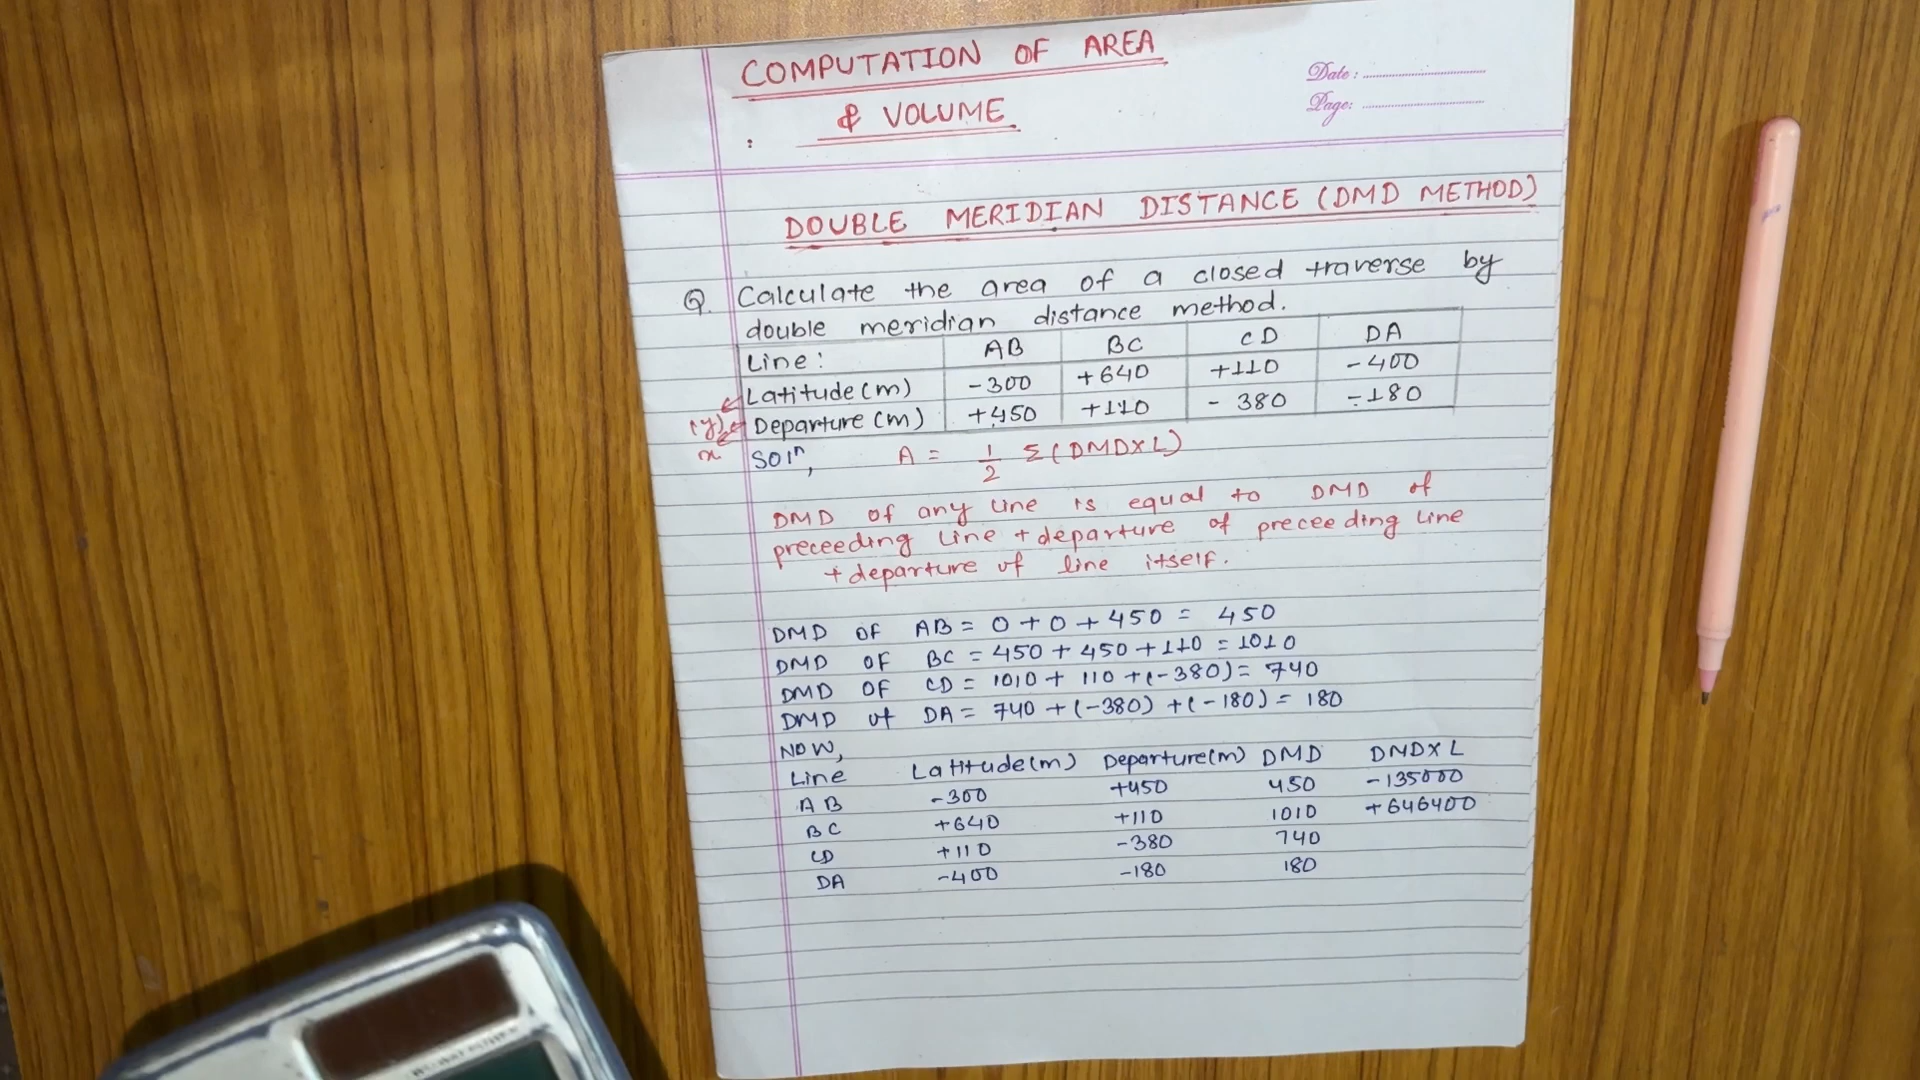 COMPUTATION OF AREA
& VOLUME
Date:
Page:
DOUBLE MERIDIAN DISTANCE (DMD METHOD)
Q. Calculate the area of a closed traverse by
double meridian distance method.
Line: AB BC CD DA
Latitude (m) -300 +640 +110 -400
(y) Departure (m) +450 +110 - 380 -180
x Solⁿ, A = 1/2 Σ(DMD×L)
DMD of any line is equal to DMD of
preceeding line + departure of preceeding line
+ departure of line itself.
DMD OF AB = 0 + 0 + 450 = 450
DMD OF BC = 450 + 450 + 110 = 1010
DMD OF CD = 1010 + 110 + (-380) = 740
DMD of DA = 740 + (-380) + (-180) = 180
NOW,
Line Latitude(m) Departure(m) DMD DMD×L
AB -300 +450 450 -135000
BC +640 +110 1010 +646400
CD +110 -380 740
DA -400 -180 180